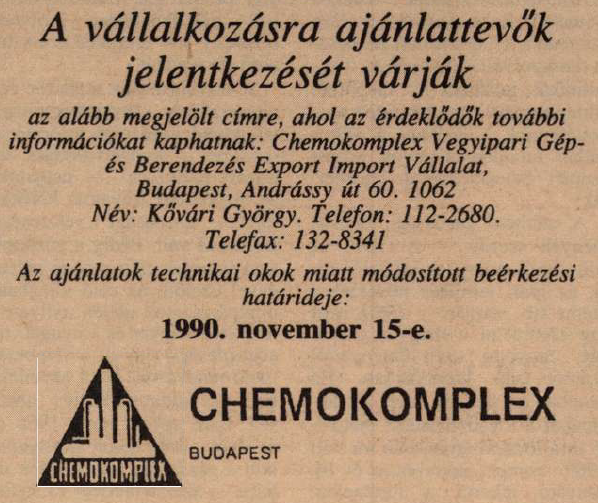 A vállalkozásra ajánlattevők
jelentkezését várják
az alább megjelölt címre, ahol az érdeklődők további
információkat kaphatnak: Chemokomplex Vegyipari Gép-
és Berendezés Export Import Vállalat,
Budapest, Andrássy út 60. 1062
Név: Kővári György. Telefon: 112-2680.
Telefax: 132-8341
Az ajánlatok technikai okok miatt módosított beérkezési
határideje:
1990. november 15-e.
CHEMOKOMPLEX
BUDAPEST
CHEMOKOMPLEX